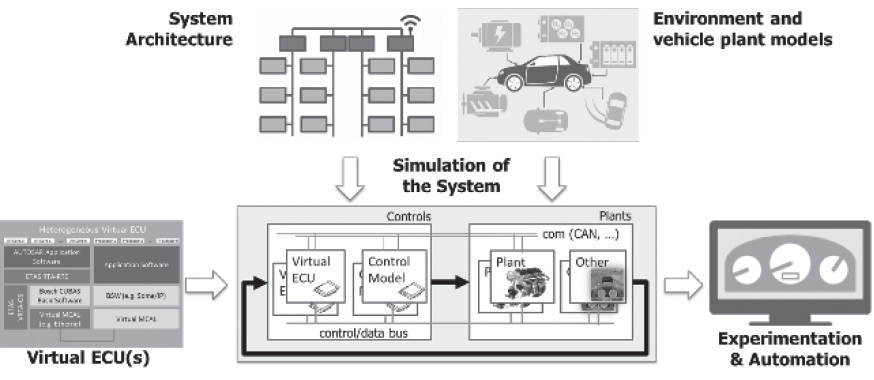 System
Architecture
Environment and
vehicle plant models
Simulation of
the System
Heterogeneous Virtual ECU
AUTOSAR Application
Software
Application Software
ETAS RTA-RTE
ETAS
Bosch CUBAS
Basic Software
BSW (e.g. Some/IP)
Virtual MCAL
(e.g. Ethernet
Virtual MCAL
Virtual ECU(s)
Controls
Plants
com (CAN, ...)
Virtual
ECU
Control
Model
Plant
Other
control/data bus
Experimentation
& Automation